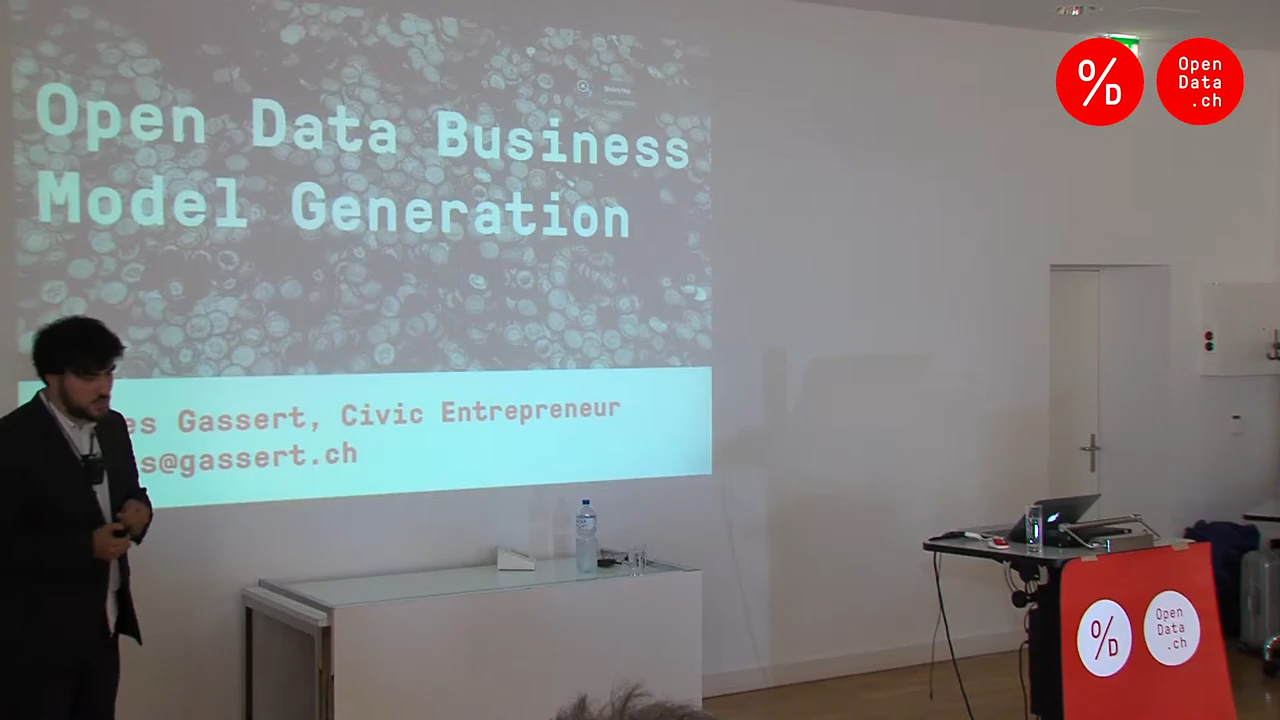 Open Data Business
Model Generation
es Gassert, Civic Entrepreneur
s@gassert.ch
O/D
Open
Data
.ch
O/D
Open
Data
.ch